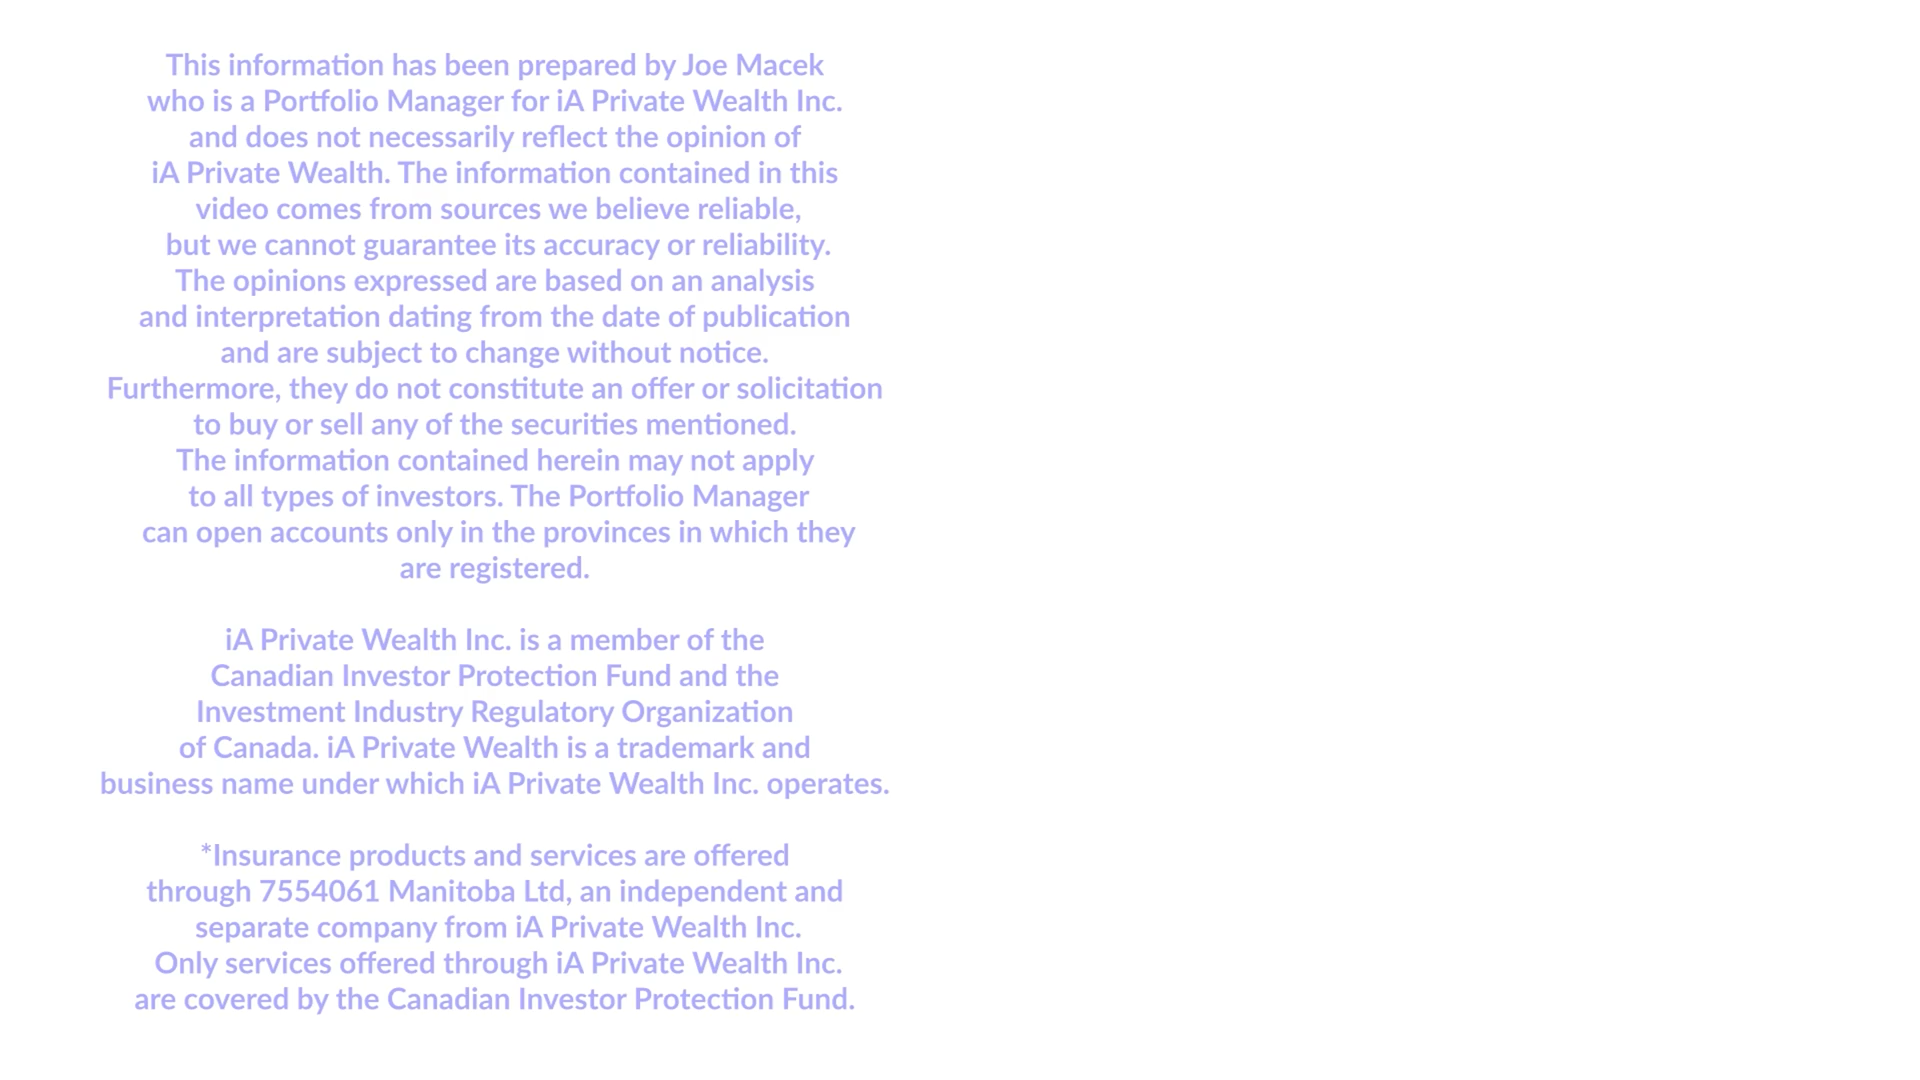 This information has been prepared by Joe Macek
who is a Portfolio Manager for iA Private Wealth Inc.
and does not necessarily reflect the opinion of
iA Private Wealth. The information contained in this
video comes from sources we believe reliable,
but we cannot guarantee its accuracy or reliability.
The opinions expressed are based on an analysis
and interpretation dating from the date of publication
and are subject to change without notice.
Furthermore, they do not constitute an offer or solicitation
to buy or sell any of the securities mentioned.
The information contained herein may not apply
to all types of investors. The Portfolio Manager
can open accounts only in the provinces in which they
are registered.
iA Private Wealth Inc. is a member of the
Canadian Investor Protection Fund and the
Investment Industry Regulatory Organization
of Canada. iA Private Wealth is a trademark and
business name under which iA Private Wealth Inc. operates.
*Insurance products and services are offered
through 7554061 Manitoba Ltd, an independent and
separate company from iA Private Wealth Inc.
Only services offered through iA Private Wealth Inc.
are covered by the Canadian Investor Protection Fund.